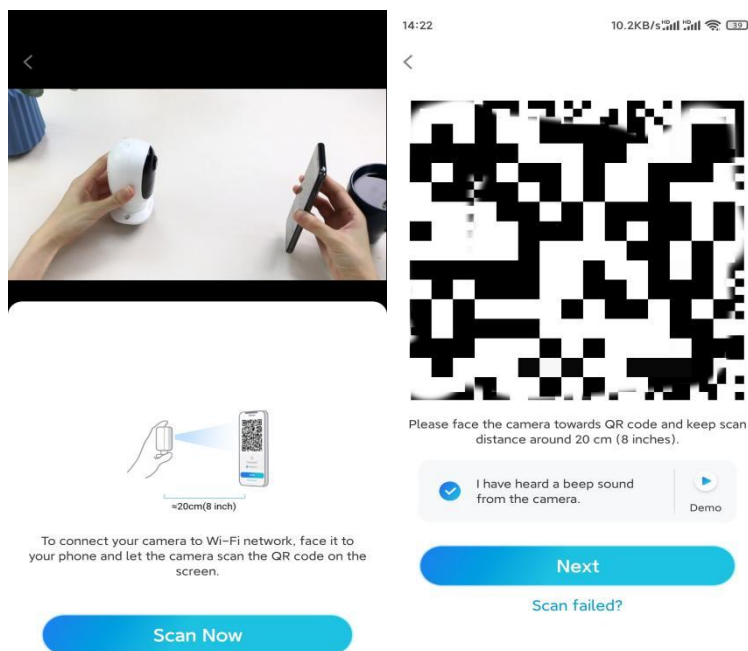 ≈20cm(8 inch)
To connect your camera to Wi-Fi network, face it to
your phone and let the camera scan the QR code on the
screen.
Scan Now
14:22 10.2KB/s HD HD 39
Please face the camera towards QR code and keep scan
distance around 20 cm (8 inches).
I have heard a beep sound
from the camera.
Demo
Next
Scan failed?